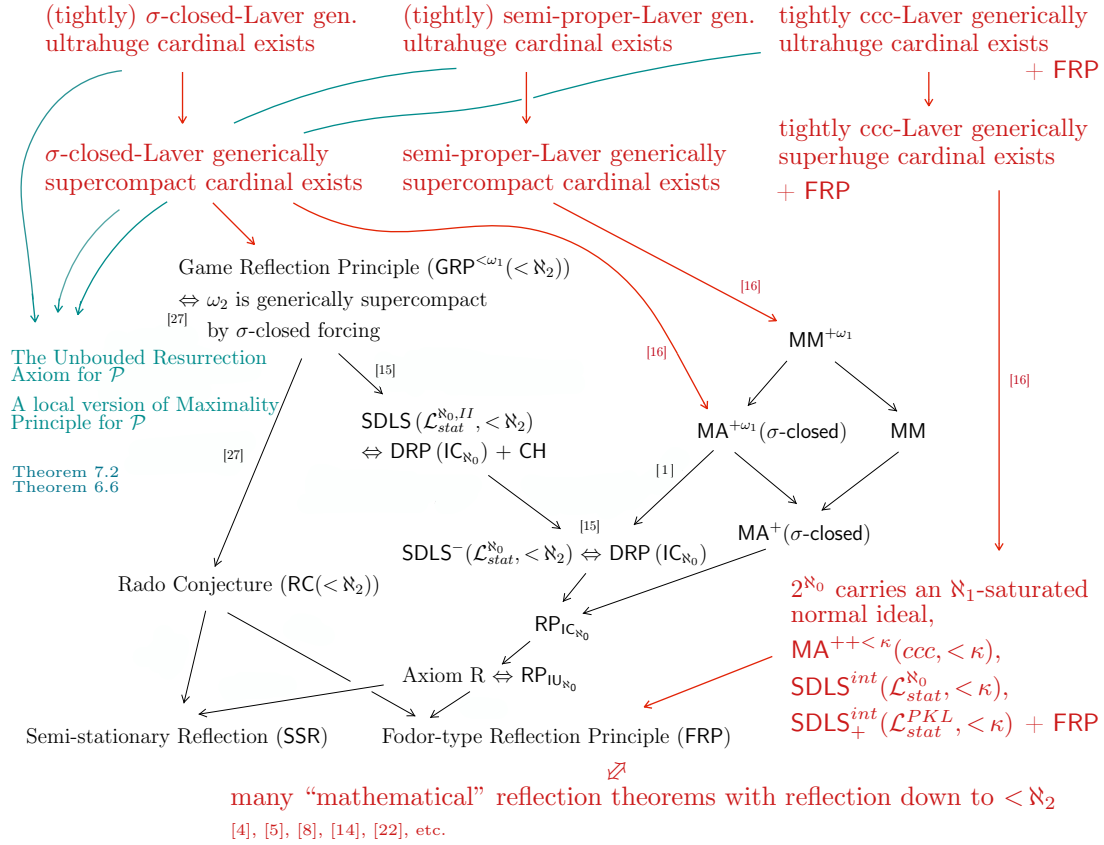 (tightly) σ-closed-Laver gen.
ultrahuge cardinal exists
(tightly) semi-proper-Laver gen.
ultrahuge cardinal exists
tightly ccc-Laver generically
ultrahuge cardinal exists
+ FRP
σ-closed-Laver generically
supercompact cardinal exists
semi-proper-Laver generically
supercompact cardinal exists
tightly ccc-Laver generically
superhuge cardinal exists
+ FRP
Game Reflection Principle (GRP^{<ω₁}(< ℵ₂))
⇔ ω₂ is generically supercompact
[27]
by σ-closed forcing
[16]
MM^{+ω₁}
[16]
[15]
[16]
The Unbouded Resurrection
Axiom for 𝒫
A local version of Maximality
Principle for 𝒫
Theorem 7.2
Theorem 6.6
SDLS (ℒ_{stat}^{ℵ₀,II}, < ℵ₂)
⇔ DRP (IC_{ℵ₀}) + CH
MA^{+ω₁}(σ-closed)
MM
[27]
[1]
[15]
MA⁺(σ-closed)
SDLS⁻(ℒ_{stat}^{ℵ₀}, < ℵ₂) ⇔ DRP (IC_{ℵ₀})
Rado Conjecture (RC(< ℵ₂))
RP_{IC_{ℵ₀}}
Axiom R ⇔ RP_{IU_{ℵ₀}}
Semi-stationary Reflection (SSR)
Fodor-type Reflection Principle (FRP)
2^{ℵ₀} carries an ℵ₁-saturated
normal ideal,
MA^{++<κ}(ccc, < κ),
SDLS^{int}(ℒ_{stat}^{ℵ₀}, < κ),
SDLS_{+}^{int}(ℒ_{stat}^{PKL}, < κ) + FRP
⇔
many “mathematical” reflection theorems with reflection down to < ℵ₂
[4], [5], [8], [14], [22], etc.